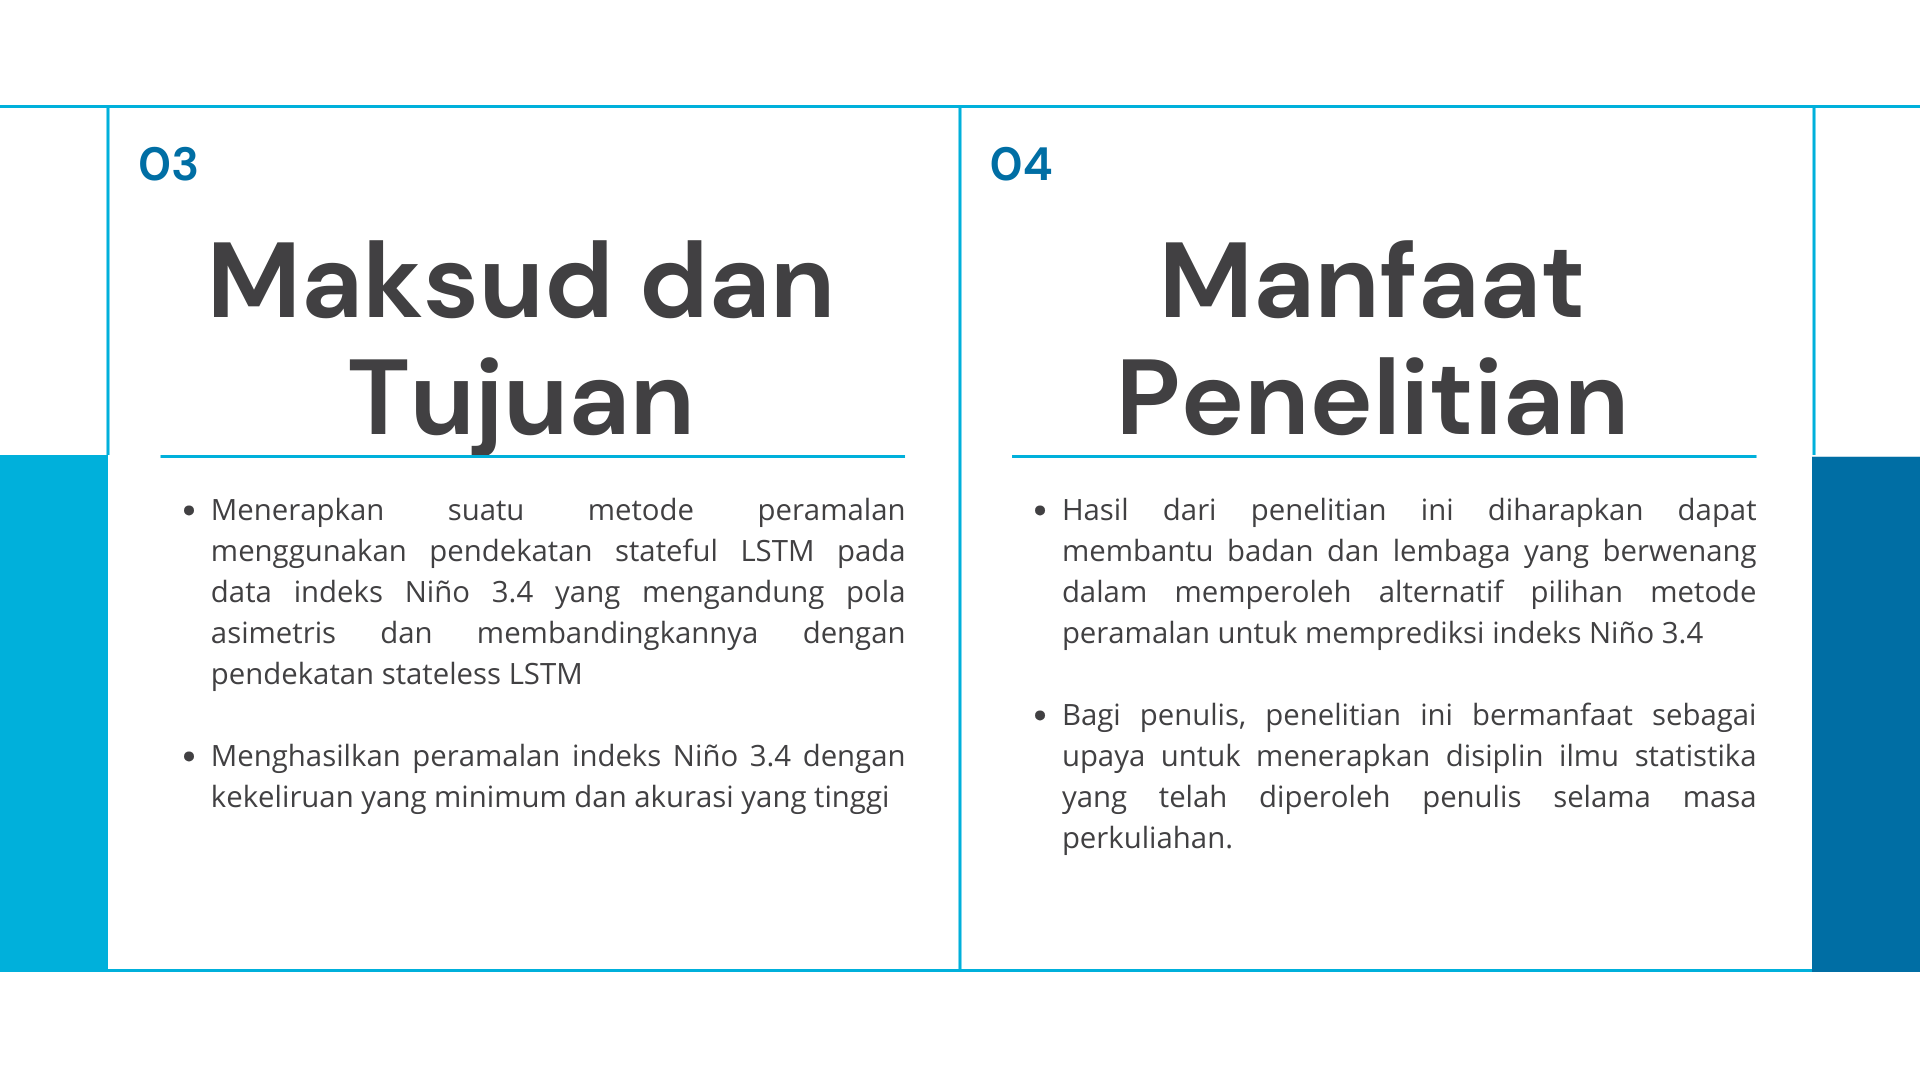 03
Maksud dan
Tujuan
• Menerapkan suatu metode peramalan
menggunakan pendekatan stateful LSTM pada
data indeks Niño 3.4 yang mengandung pola
asimetris dan membandingkannya dengan
pendekatan stateless LSTM
• Menghasilkan peramalan indeks Niño 3.4 dengan
kekeliruan yang minimum dan akurasi yang tinggi
04
Manfaat
Penelitian
• Hasil dari penelitian ini diharapkan dapat
membantu badan dan lembaga yang berwenang
dalam memperoleh alternatif pilihan metode
peramalan untuk memprediksi indeks Niño 3.4
• Bagi penulis, penelitian ini bermanfaat sebagai
upaya untuk menerapkan disiplin ilmu statistika
yang telah diperoleh penulis selama masa
perkuliahan.